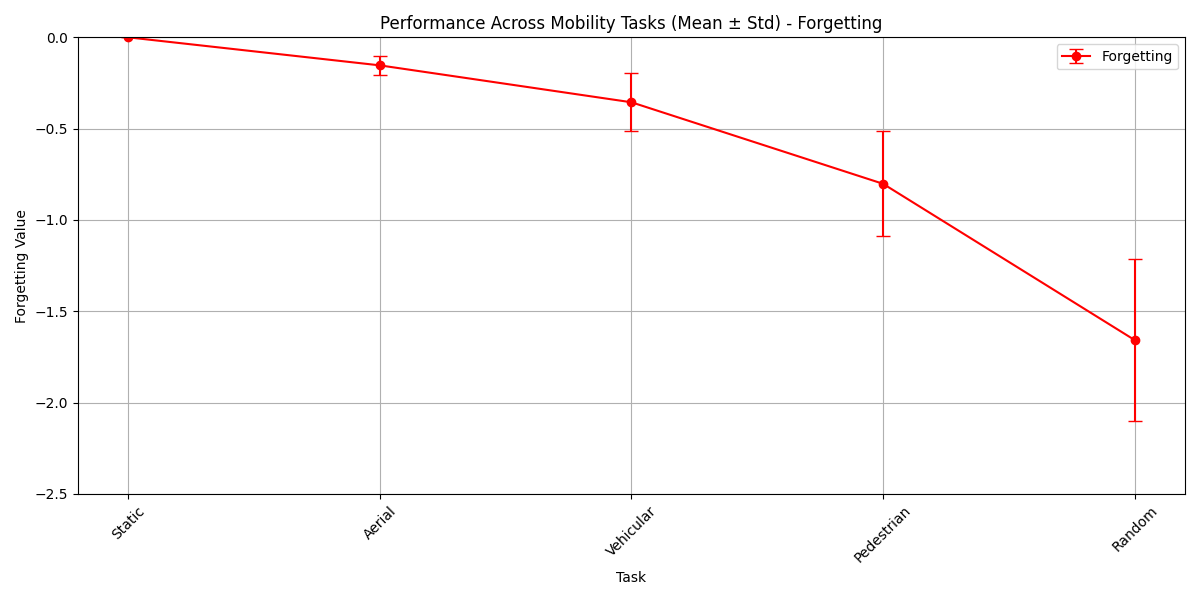 Performance Across Mobility Tasks (Mean ± Std) - Forgetting
Forgetting
0.0
−0.5
−1.0
−1.5
−2.0
−2.5
Forgetting Value
Static
Aerial
Vehicular
Pedestrian
Random
Task